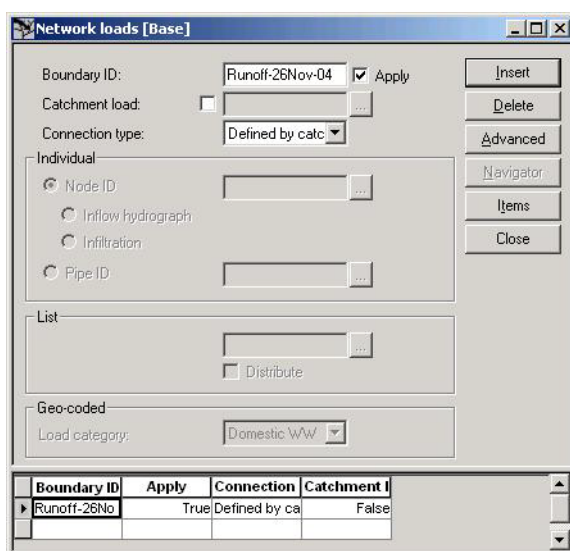 Network loads [Base]
Boundary ID: Runoff-26Nov-04 Apply Insert
Catchment load: ... Delete
Connection type: Defined by catc Advanced
Individual Navigator
Node ID ... Items
Inflow hydrograph Close
Infiltration
Pipe ID ...
List
...
Distribute
Geo-coded
Load category: Domestic WW
Boundary ID Apply Connection Catchment l
Runoff-26No True Defined by ca False